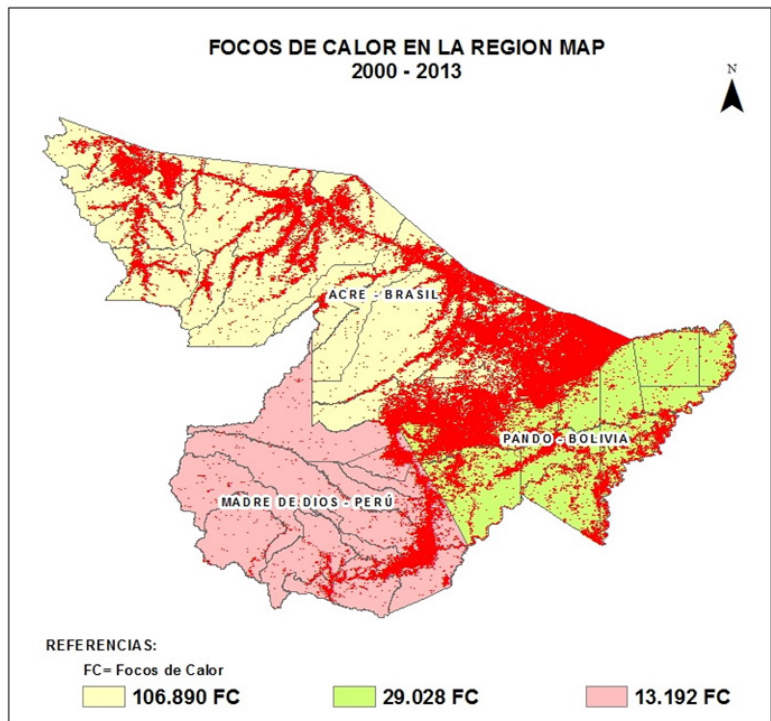 FOCOS DE CALOR EN LA REGION MAP
2000 - 2013
N
ACRE - BRASIL
PANDO - BOLIVIA
MADRE DE DIOS - PERÚ
REFERENCIAS:
FC= Focos de Calor
106.890 FC
29.028 FC
13.192 FC